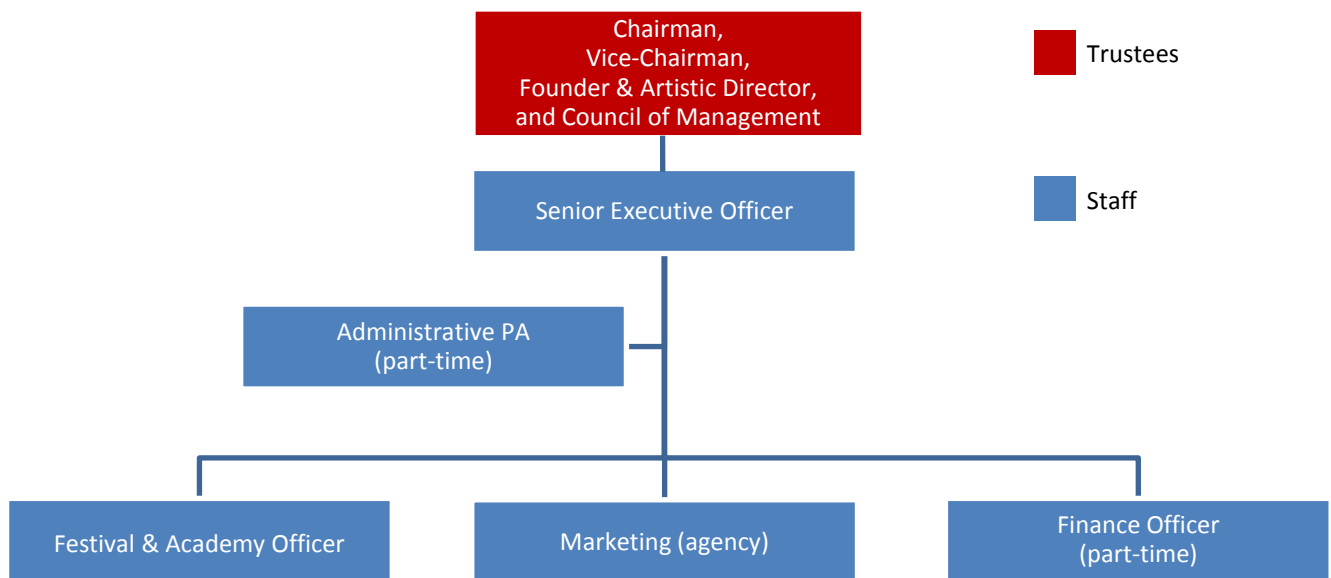 Chairman,
Vice-Chairman,
Founder & Artistic Director,
and Council of Management
Trustees
Senior Executive Officer
Staff
Administrative PA
(part-time)
Festival & Academy Officer
Marketing (agency)
Finance Officer
(part-time)